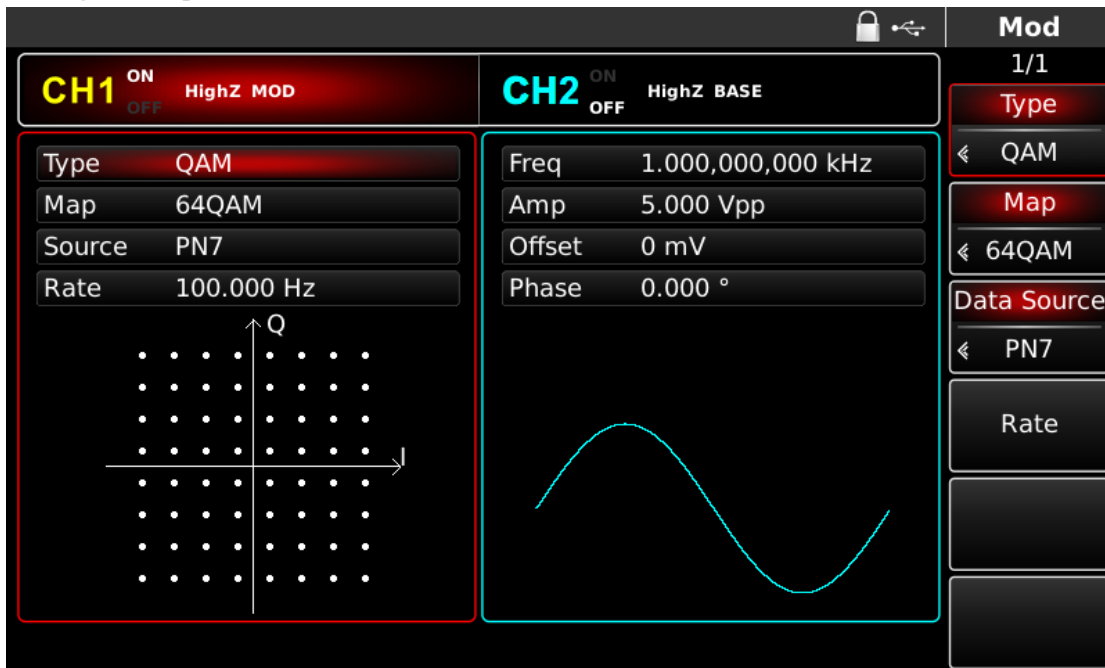 Mod
1/1
CH1 ON OFF HighZ MOD
CH2 ON OFF HighZ BASE
Type QAM
Map 64QAM
Source PN7
Rate 100.000 Hz
Q
I
Freq 1.000,000,000 kHz
Amp 5.000 Vpp
Offset 0 mV
Phase 0.000 °
Type
QAM
Map
64QAM
Data Source
PN7
Rate